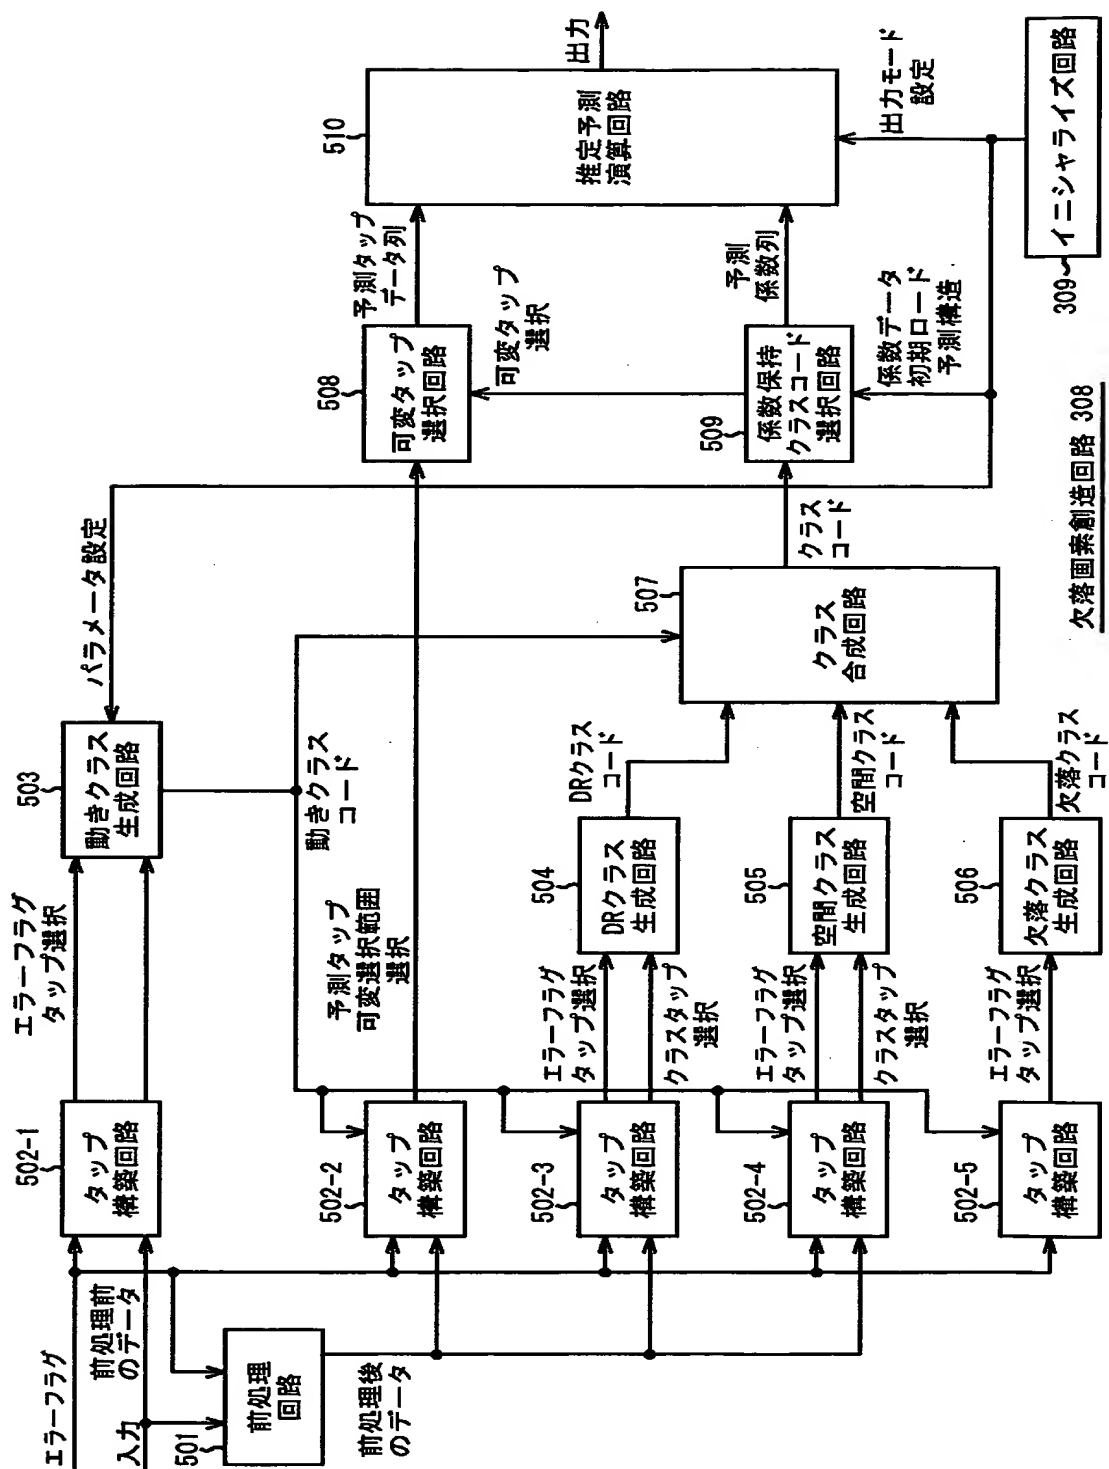 エラーフラグ
入力
前処理前
のデータ
501
前処理
回路
前処理後
のデータ
502-1
タップ
構築回路
エラーフラグ
タップ選択
503
動きクラス
生成回路
パラメータ設定
動きクラス
コード
502-2
タップ
構築回路
予測タップ
可変選択範囲
選択
508
可変タップ
選択回路
予測タップ
データ列
可変タップ
選択
510
推定予測
演算回路
出力
502-3
タップ
構築回路
エラーフラグ
タップ選択
クラスタップ
選択
504
DRクラス
生成回路
DRクラス
コード
502-4
タップ
構築回路
エラーフラグ
タップ選択
クラスタップ
選択
505
空間クラス
生成回路
空間クラス
コード
502-5
タップ
構築回路
エラーフラグ
タップ選択
506
欠落クラス
生成回路
欠落クラス
コード
507
クラス
合成回路
クラス
コード
509
係数保持
クラスコード
選択回路
予測
係数列
係数データ
初期ロード
予測構造
出力モード
設定
309
イニシャライズ回路
欠落画素創造回路 308